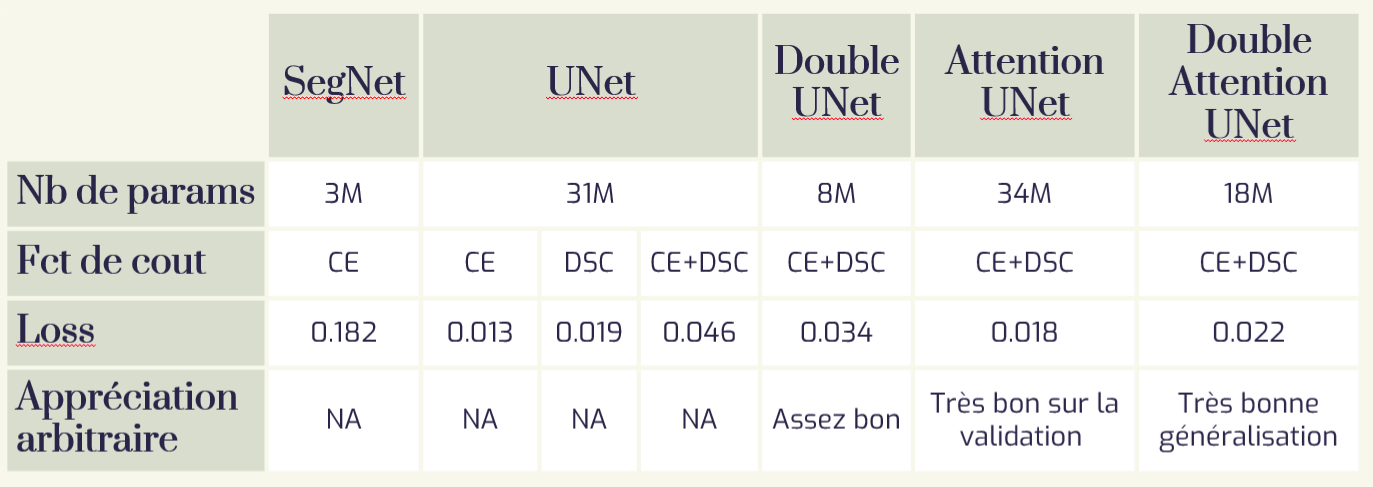 SegNet UNet Double UNet Attention UNet Double Attention UNet
Nb de params 3M 31M 8M 34M 18M
Fct de cout CE CE DSC CE+DSC CE+DSC CE+DSC CE+DSC
Loss 0.182 0.013 0.019 0.046 0.034 0.018 0.022
Appréciation arbitraire NA NA NA NA Assez bon Très bon sur la validation Très bonne généralisation